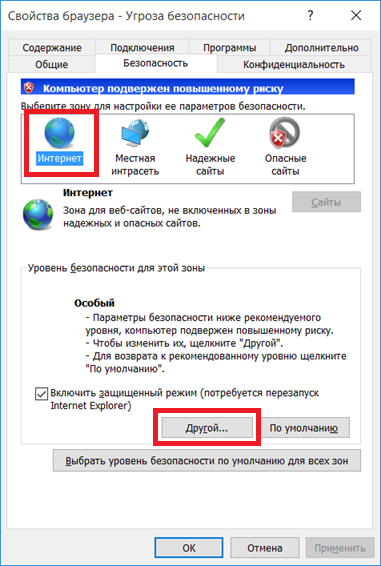 Свойства браузера - Угроза безопасности
Содержание Подключения Программы Дополнительно
Общие Безопасность Конфиденциальность
Компьютер подвержен повышенному риску
Выберите зону для настройки ее параметров безопасности.
Интернет Местная интрасеть Надежные сайты Опасные сайты
Интернет
Зона для веб-сайтов, не включенных в зоны
надежных и опасных сайтов.
Сайты
Уровень безопасности для этой зоны
Особый
- Параметры безопасности ниже рекомендуемого
уровня, компьютер подвержен повышенному риску.
- Чтобы изменить их, щелкните "Другой".
- Для возврата к рекомендованному уровню щелкните
"По умолчанию".
Включить защищенный режим (потребуется перезапуск
Internet Explorer)
Другой... По умолчанию
Выбрать уровень безопасности по умолчанию для всех зон
ОК Отмена Применить